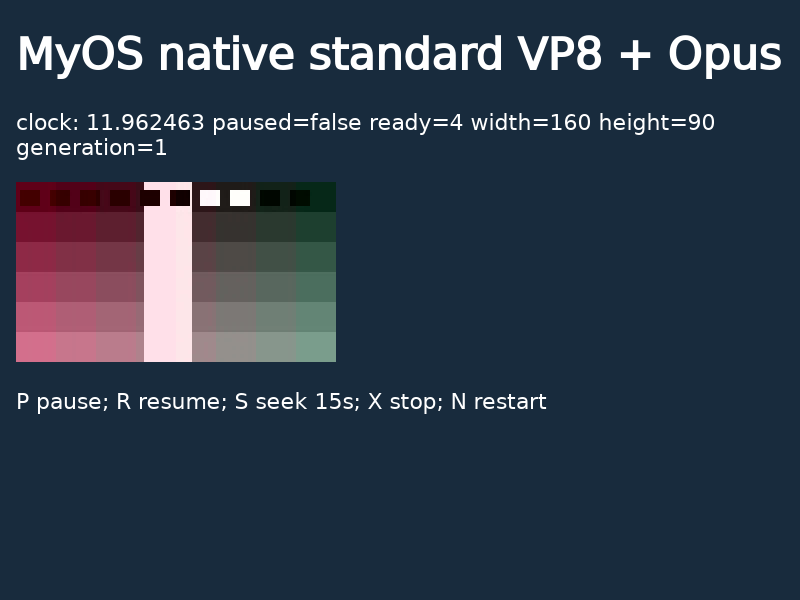 MyOS native standard VP8 + Opus
clock: 11.962463 paused=false ready=4 width=160 height=90
generation=1
P pause; R resume; S seek 15s; X stop; N restart